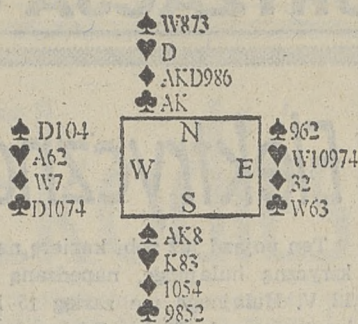 ♠ W873
♥ D
♦ AKD986
♣ AK
♠ D104
♥ A62
♦ W7
♣ D1074
N
W E
S
♠ 962
♥ W10974
♦ 32
♣ W63
♠ AK8
♥ K83
♦ 1054
♣ 9852